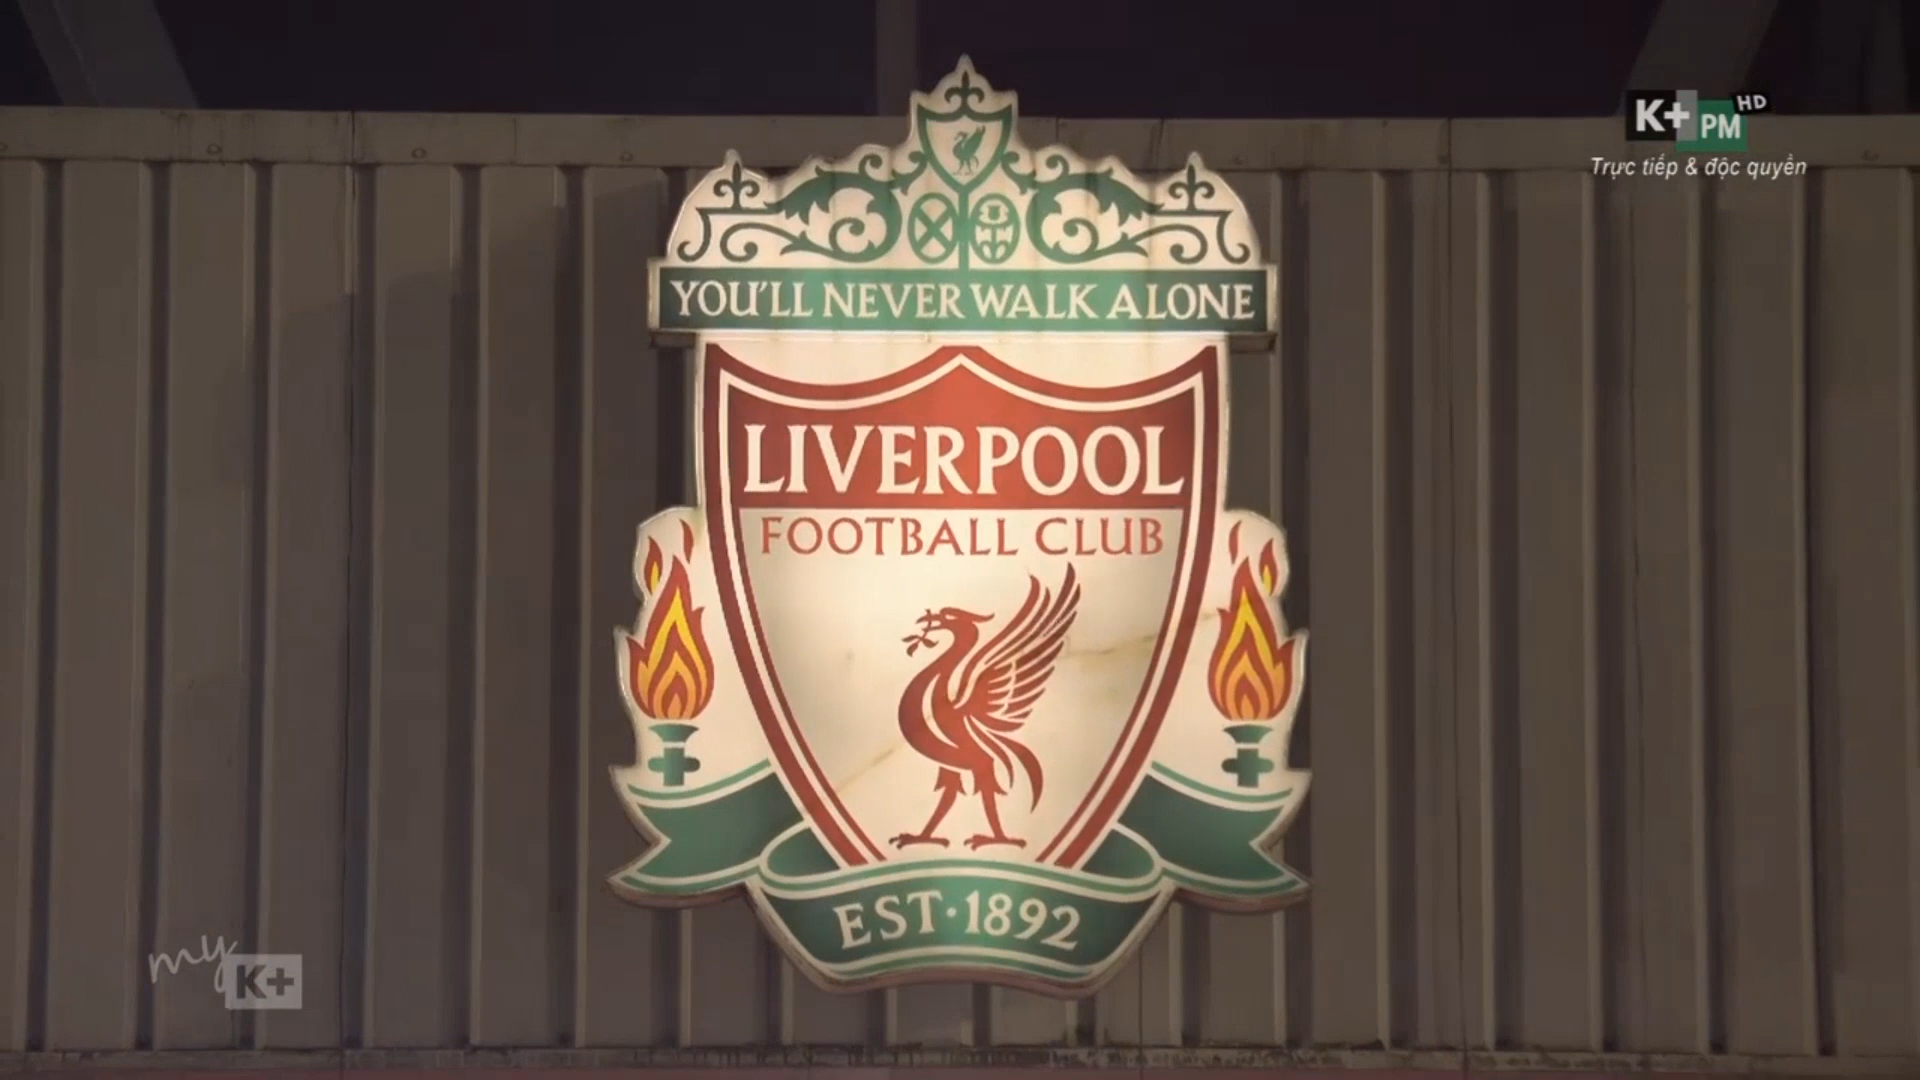 K+ PM HD
Trực tiếp & độc quyền
YOU'LL NEVER WALK ALONE
LIVERPOOL
FOOTBALL CLUB
EST·1892
my K+